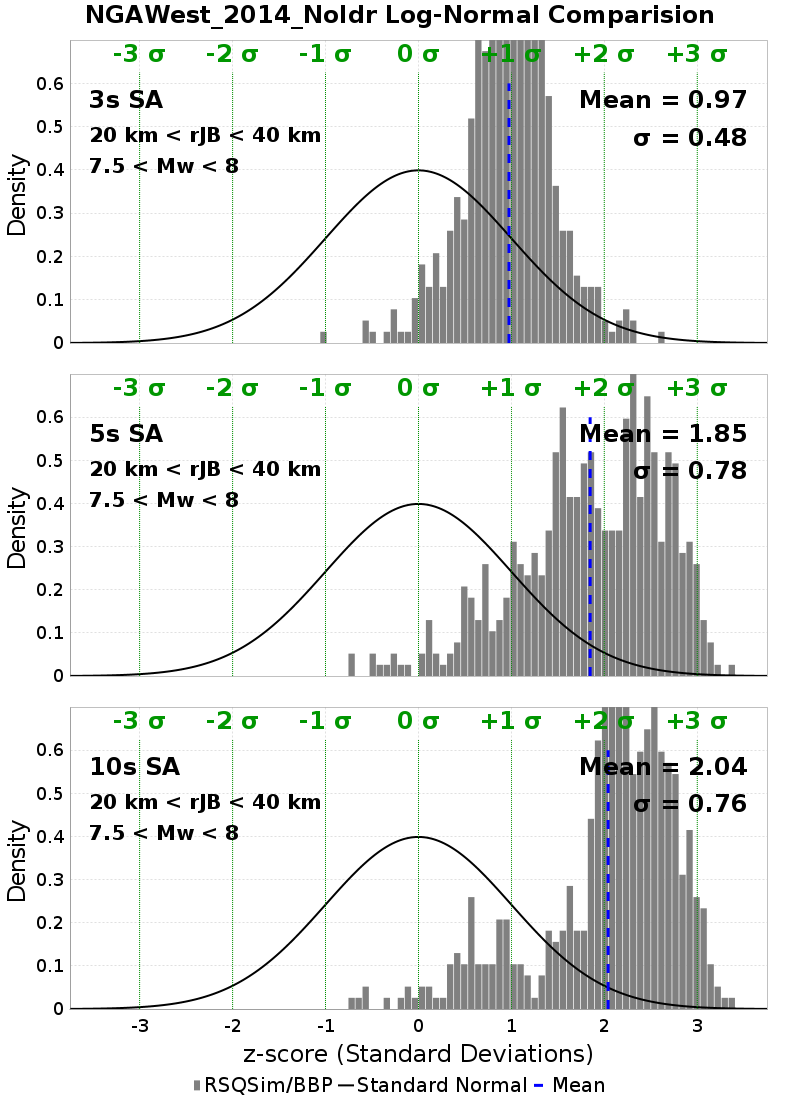 NGAWest_2014_NoIdr Log-Normal Comparision
-3 σ -2 σ -1 σ 0 σ +1 σ +2 σ +3 σ
3s SA
Mean = 0.97
20 km < rJB < 40 km
σ = 0.48
7.5 < Mw < 8
Density
0.6
0.5
0.4
0.3
0.2
0.1
0
-3 σ -2 σ -1 σ 0 σ +1 σ +2 σ +3 σ
5s SA
Mean = 1.85
20 km < rJB < 40 km
σ = 0.78
7.5 < Mw < 8
Density
0.6
0.5
0.4
0.3
0.2
0.1
0
-3 σ -2 σ -1 σ 0 σ +1 σ +2 σ +3 σ
10s SA
Mean = 2.04
20 km < rJB < 40 km
σ = 0.76
7.5 < Mw < 8
Density
0.6
0.5
0.4
0.3
0.2
0.1
0
-3 -2 -1 0 1 2 3
z-score (Standard Deviations)
RSQSim/BBP Standard Normal Mean